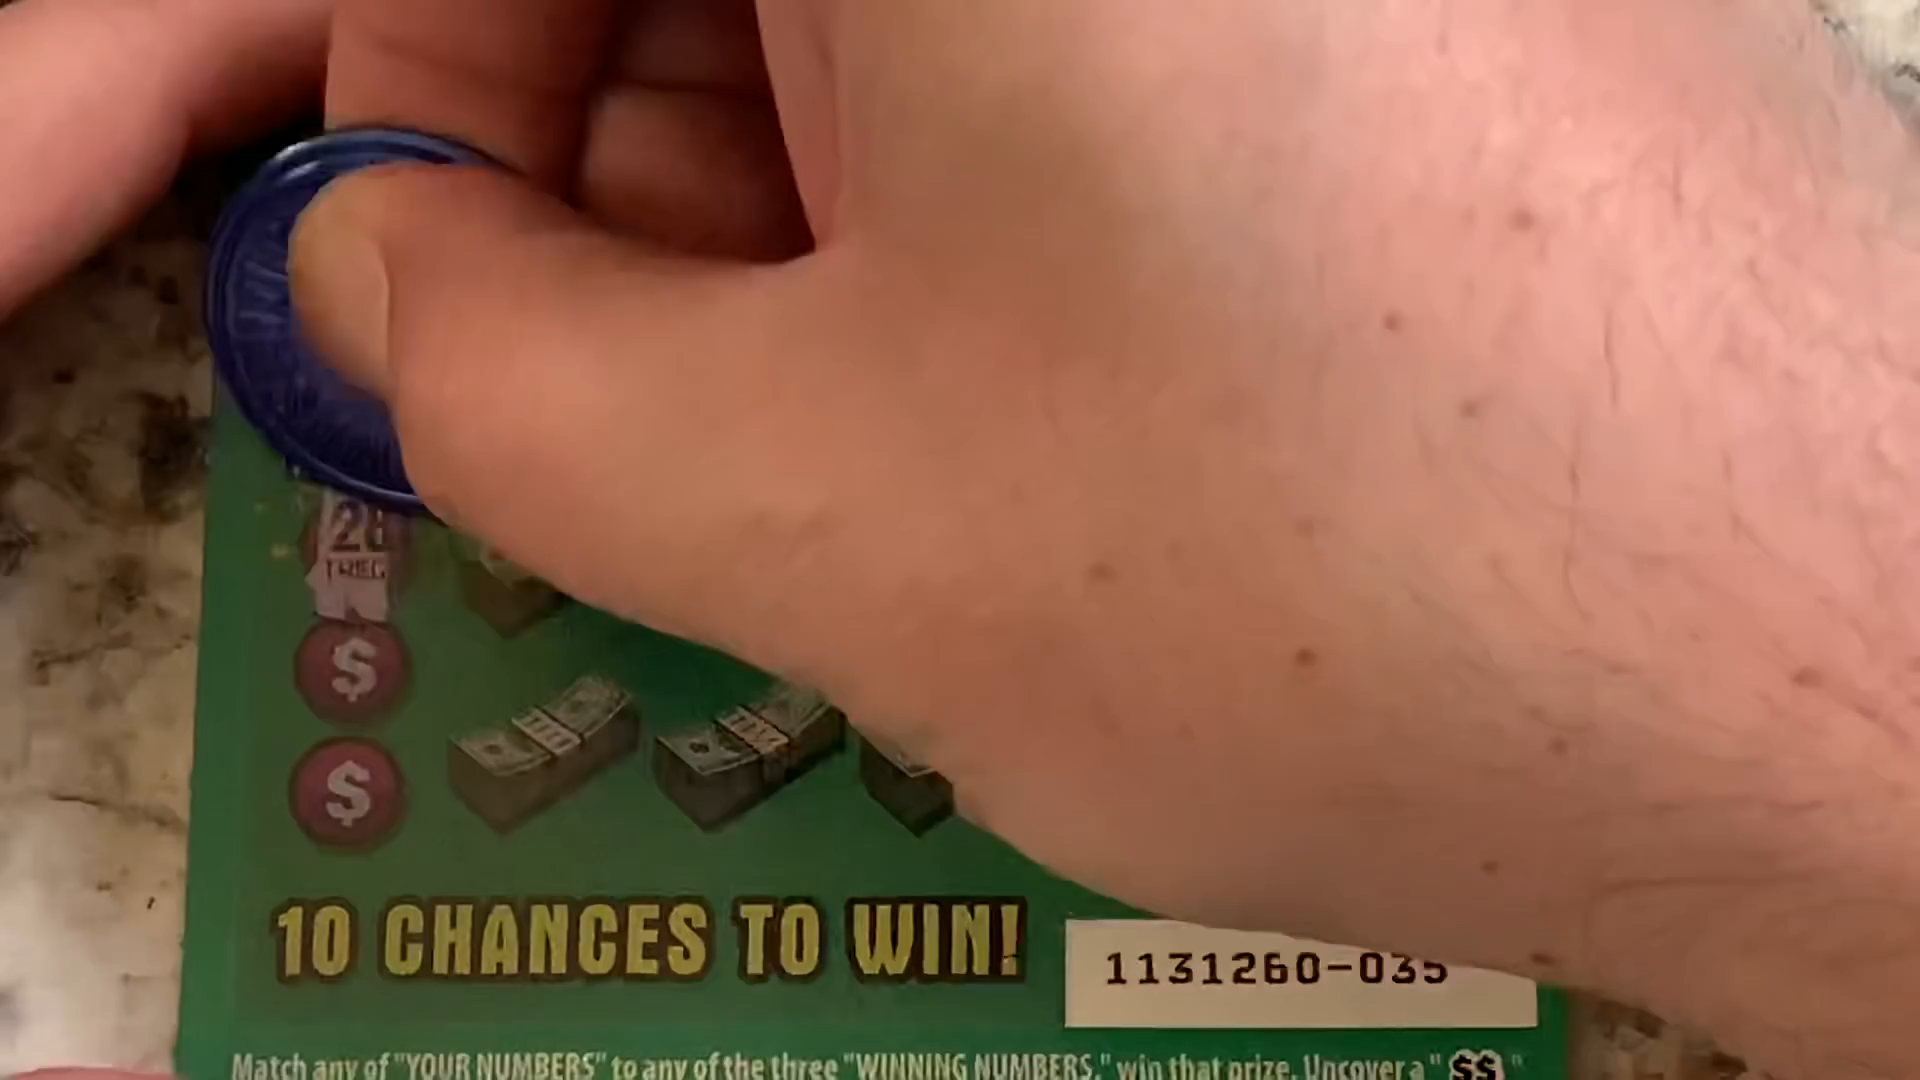 $
$
10 CHANCES TO WIN!
1131260-035
Match any of "YOUR NUMBERS" to any of the three "WINNING NUMBERS," win that prize. Uncover a "$$"